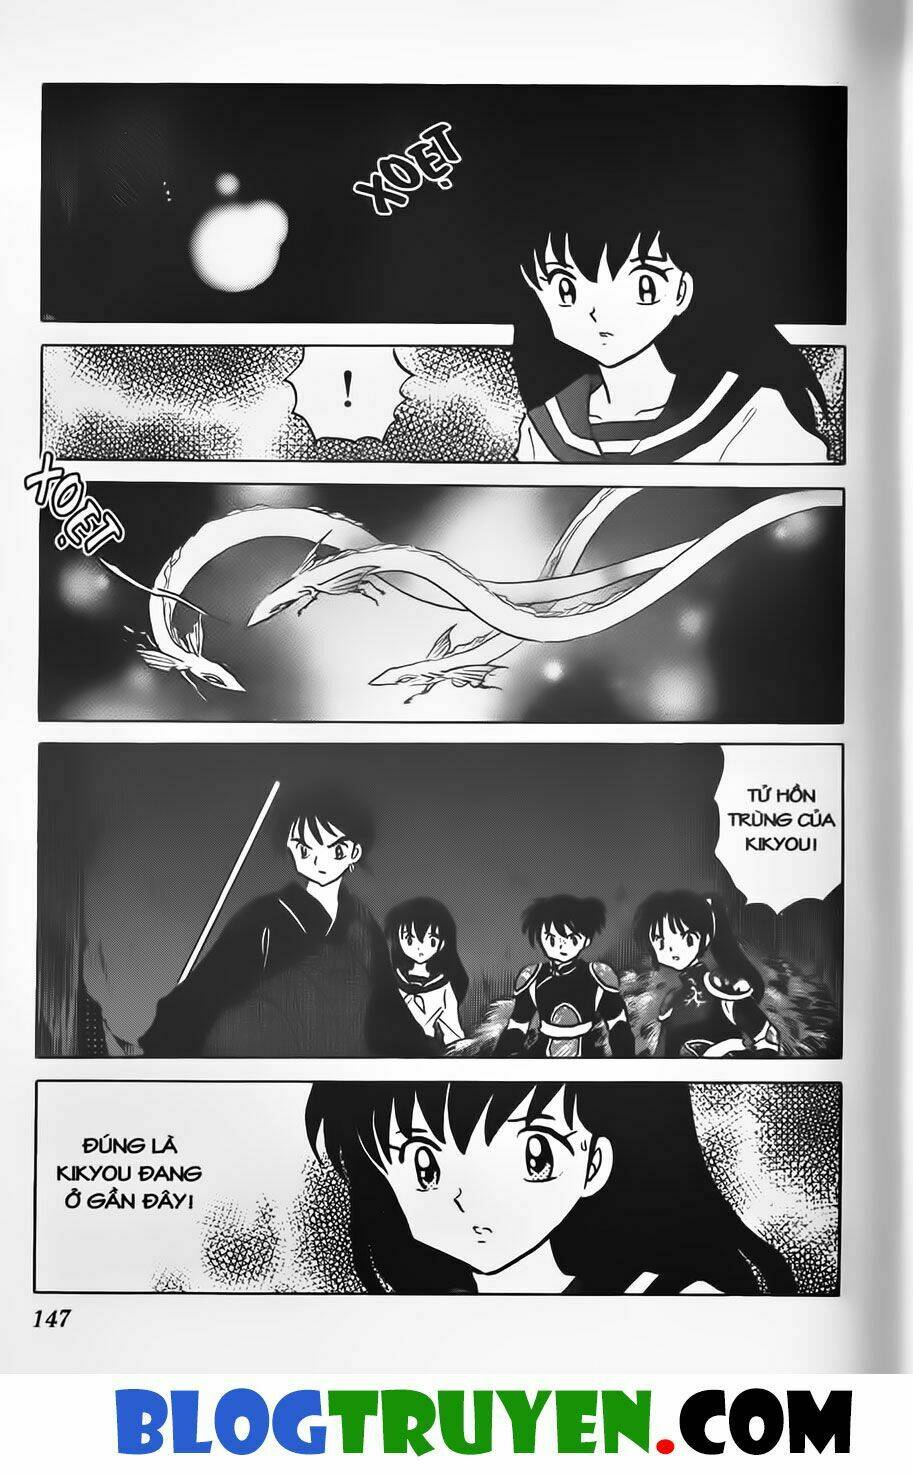 XOẸT
!
XOẸT
TỬ HỒN
TRÙNG CỦA
KIKYOU!
ĐÚNG LÀ
KIKYOU ĐANG
Ở GẦN ĐÂY!
147
BLOGTRUYEN.COM